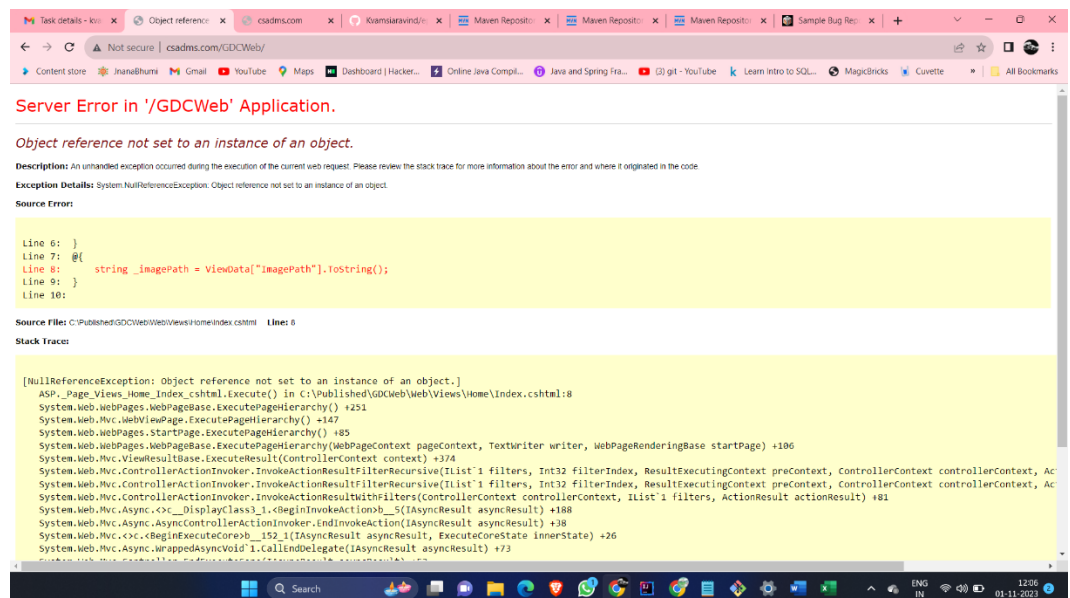 Task details - kva
Object reference
csadms.com
Kvamsiaravind/e
Maven Reposito
Maven Reposito
Maven Reposito
Sample Bug Rep
Not secure | csadms.com/GDCWeb/
Content store
JnanaBhumi
Gmail
YouTube
Maps
Dashboard | Hacker...
Online Java Compil...
Java and Spring Fra...
(3) git - YouTube
Learn Intro to SQL...
MagicBricks
Cuvette
»
All Bookmarks
Server Error in '/GDCWeb' Application.
Object reference not set to an instance of an object.
Description: An unhandled exception occurred during the execution of the current web request. Please review the stack trace for more information about the error and where it originated in the code.
Exception Details: System.NullReferenceException: Object reference not set to an instance of an object.
Source Error:
Line 6: }
Line 7: @{
Line 8: string _imagePath = ViewData["ImagePath"].ToString();
Line 9: }
Line 10:
Source File: C:\Published\GDCWeb\Web\Views\Home\Index.cshtml Line: 8
Stack Trace:
[NullReferenceException: Object reference not set to an instance of an object.]
ASP._Page_Views_Home_Index_cshtml.Execute() in C:\Published\GDCWeb\Web\Views\Home\Index.cshtml:8
System.Web.WebPages.WebPageBase.ExecutePageHierarchy() +251
System.Web.Mvc.WebViewPage.ExecutePageHierarchy() +147
System.Web.WebPages.StartPage.ExecutePageHierarchy() +85
System.Web.WebPages.WebPageBase.ExecutePageHierarchy(WebPageContext pageContext, TextWriter writer, WebPageRenderingBase startPage) +106
System.Web.Mvc.ViewResultBase.ExecuteResult(ControllerContext context) +374
System.Web.Mvc.ControllerActionInvoker.InvokeActionResultFilterRecursive(IList`1 filters, Int32 filterIndex, ResultExecutingContext preContext, ControllerContext controllerContext, Ac
System.Web.Mvc.ControllerActionInvoker.InvokeActionResultFilterRecursive(IList`1 filters, Int32 filterIndex, ResultExecutingContext preContext, ControllerContext controllerContext, Ac
System.Web.Mvc.ControllerActionInvoker.InvokeActionResultWithFilters(ControllerContext controllerContext, IList`1 filters, ActionResult actionResult) +81
System.Web.Mvc.Async.<>c__DisplayClass3_1.<BeginInvokeAction>b__5(IAsyncResult asyncResult) +188
System.Web.Mvc.Async.AsyncControllerActionInvoker.EndInvokeAction(IAsyncResult asyncResult) +38
System.Web.Mvc.<>c.<BeginExecuteCore>b__152_1(IAsyncResult asyncResult, ExecuteCoreState innerState) +26
System.Web.Mvc.Async.WrappedAsyncVoid`1.CallEndDelegate(IAsyncResult asyncResult) +73
Search
ENG
IN
12:06
01-11-2023
2